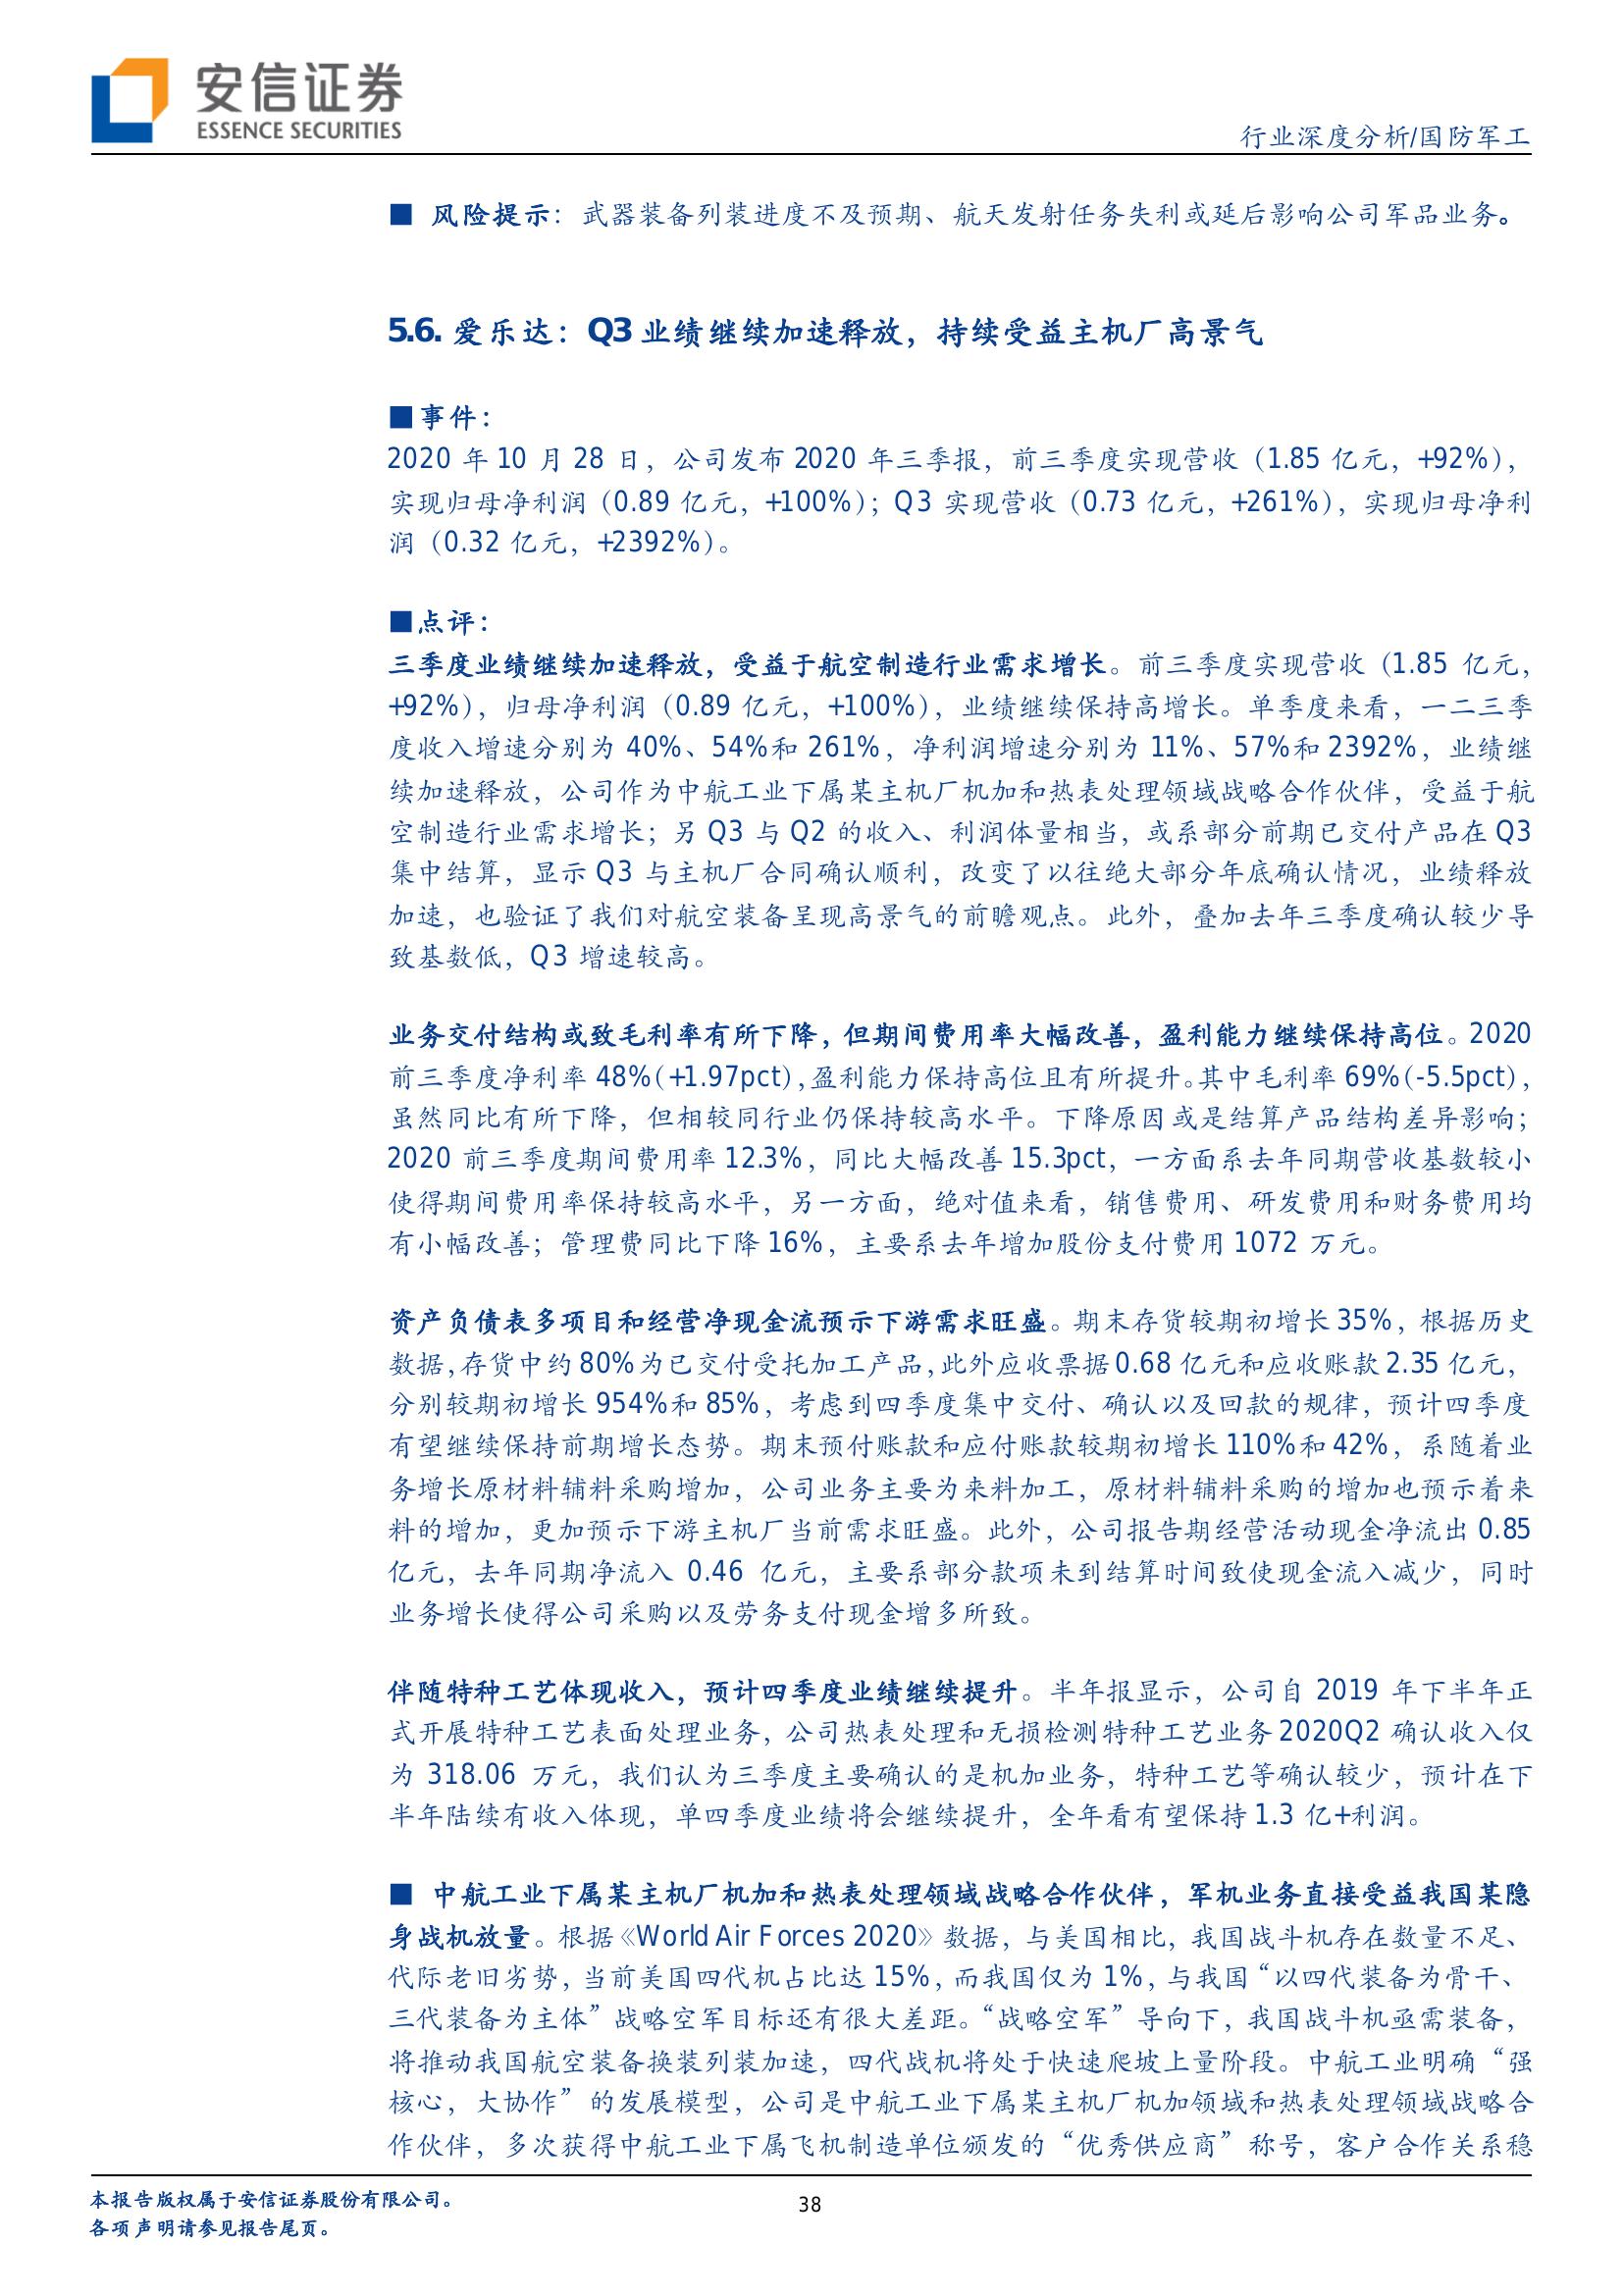 安信证券
ESSENCE SECURITIES
行业深度分析/国防军工
■ 风险提示：武器装备列装进度不及预期、航天发射任务失利或延后影响公司军品业务。
5.6. 爱乐达：Q3 业绩继续加速释放，持续受益主机厂高景气
■事件：
2020 年 10 月 28 日，公司发布 2020 年三季报，前三季度实现营收（1.85 亿元，+92%），
实现归母净利润（0.89 亿元，+100%）；Q3 实现营收（0.73 亿元，+261%），实现归母净利
润（0.32 亿元，+2392%）。
■点评：
三季度业绩继续加速释放，受益于航空制造行业需求增长。前三季度实现营收（1.85 亿元，
+92%），归母净利润（0.89 亿元，+100%），业绩继续保持高增长。单季度来看，一二三季
度收入增速分别为 40%、54%和 261%，净利润增速分别为 11%、57%和 2392%，业绩继
续加速释放，公司作为中航工业下属某主机厂机加和热表处理领域战略合作伙伴，受益于航
空制造行业需求增长；另 Q3 与 Q2 的收入、利润体量相当，或系部分前期已交付产品在 Q3
集中结算，显示 Q3 与主机厂合同确认顺利，改变了以往绝大部分年底确认情况，业绩释放
加速，也验证了我们对航空装备呈现高景气的前瞻观点。此外，叠加去年三季度确认较少导
致基数低，Q3 增速较高。
业务交付结构或致毛利率有所下降，但期间费用率大幅改善，盈利能力继续保持高位。2020
前三季度净利率 48%（+1.97pct），盈利能力保持高位且有所提升。其中毛利率 69%（-5.5pct），
虽然同比有所下降，但相较同行业仍保持较高水平。下降原因或是结算产品结构差异影响；
2020 前三季度期间费用率 12.3%，同比大幅改善 15.3pct，一方面系去年同期营收基数较小
使得期间费用率保持较高水平，另一方面，绝对值来看，销售费用、研发费用和财务费用均
有小幅改善；管理费同比下降 16%，主要系去年增加股份支付费用 1072 万元。
资产负债表多项目和经营净现金流预示下游需求旺盛。期末存货较期初增长 35%，根据历史
数据，存货中约 80%为已交付受托加工产品，此外应收票据 0.68 亿元和应收账款 2.35 亿元，
分别较期初增长 954%和 85%，考虑到四季度集中交付、确认以及回款的规律，预计四季度
有望继续保持前期增长态势。期末预付账款和应付账款较期初增长 110%和 42%，系随着业
务增长原材料辅料采购增加，公司业务主要为来料加工，原材料辅料采购的增加也预示着来
料的增加，更加预示下游主机厂当前需求旺盛。此外，公司报告期经营活动现金净流出 0.85
亿元，去年同期净流入 0.46 亿元，主要系部分款项未到结算时间致使现金流入减少，同时
业务增长使得公司采购以及劳务支付现金增多所致。
伴随特种工艺体现收入，预计四季度业绩继续提升。半年报显示，公司自 2019 年下半年正
式开展特种工艺表面处理业务，公司热表处理和无损检测特种工艺业务 2020Q2 确认收入仅
为 318.06 万元，我们认为三季度主要确认的是机加业务，特种工艺等确认较少，预计在下
半年陆续有收入体现，单四季度业绩将会继续提升，全年看有望保持 1.3 亿+利润。
■ 中航工业下属某主机厂机加和热表处理领域战略合作伙伴，军机业务直接受益我国某隐
身战机放量。根据《World Air Forces 2020》数据，与美国相比，我国战斗机存在数量不足、
代际老旧劣势，当前美国四代机占比达 15%，而我国仅为 1%，与我国“以四代装备为骨干、
三代装备为主体”战略空军目标还有很大差距。“战略空军”导向下，我国战斗机亟需装备，
将推动我国航空装备换装列装加速，四代战机将处于快速爬坡上量阶段。中航工业明确“强
核心，大协作”的发展模型，公司是中航工业下属某主机厂机加领域和热表处理领域战略合
作伙伴，多次获得中航工业下属飞机制造单位颁发的“优秀供应商”称号，客户合作关系稳
本报告版权属于安信证券股份有限公司。
各项声明请参见报告尾页。
38